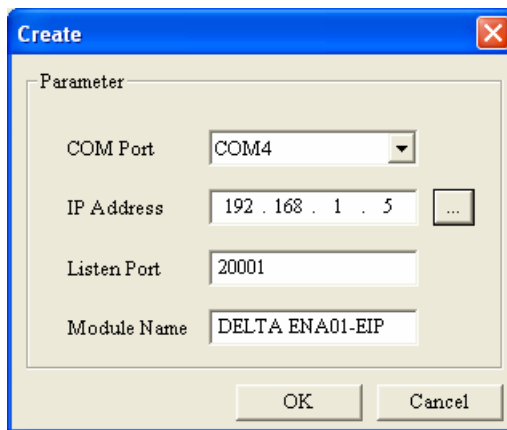 Create
Parameter
COM Port COM4
IP Address 192 . 168 . 1 . 5 ...
Listen Port 20001
Module Name DELTA ENA01-EIP
OK Cancel